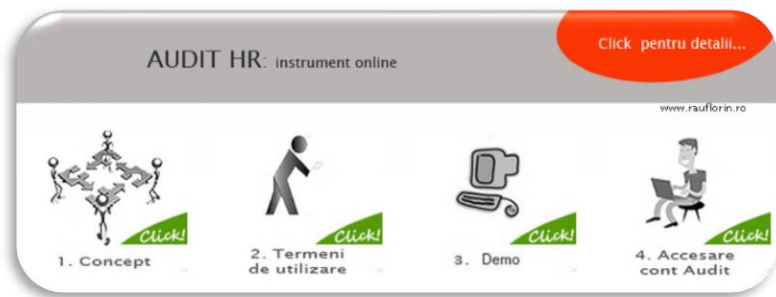 AUDIT HR: instrument online
Click pentru detalii...
www.rauflorin.ro
Click!
1. Concept
Click!
2. Termeni
de utilizare
Click!
3. Demo
Click!
4. Accesare
cont Audit